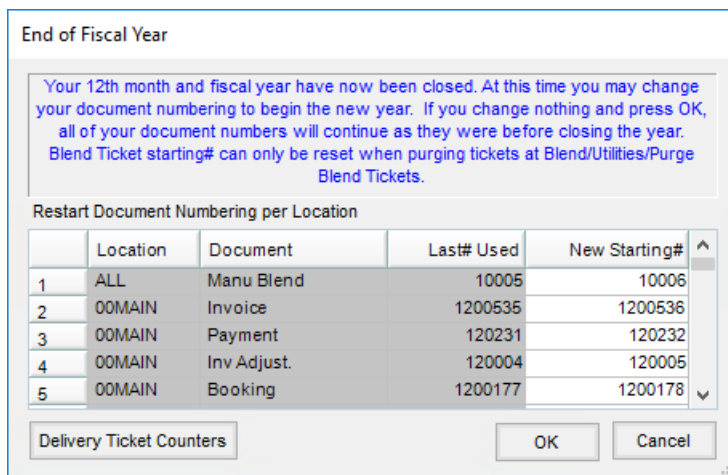 End of Fiscal Year
Your 12th month and fiscal year have now been closed. At this time you may change
your document numbering to begin the new year. If you change nothing and press OK,
all of your document numbers will continue as they were before closing the year.
Blend Ticket starting# can only be reset when purging tickets at Blend/Utilities/Purge
Blend Tickets.
Restart Document Numbering per Location
Location Document Last# Used New Starting#
1 ALL Manu Blend 10005 10006
2 00MAIN Invoice 1200535 1200536
3 00MAIN Payment 120231 120232
4 00MAIN Inv Adjust. 120004 120005
5 00MAIN Booking 1200177 1200178
Delivery Ticket Counters OK Cancel